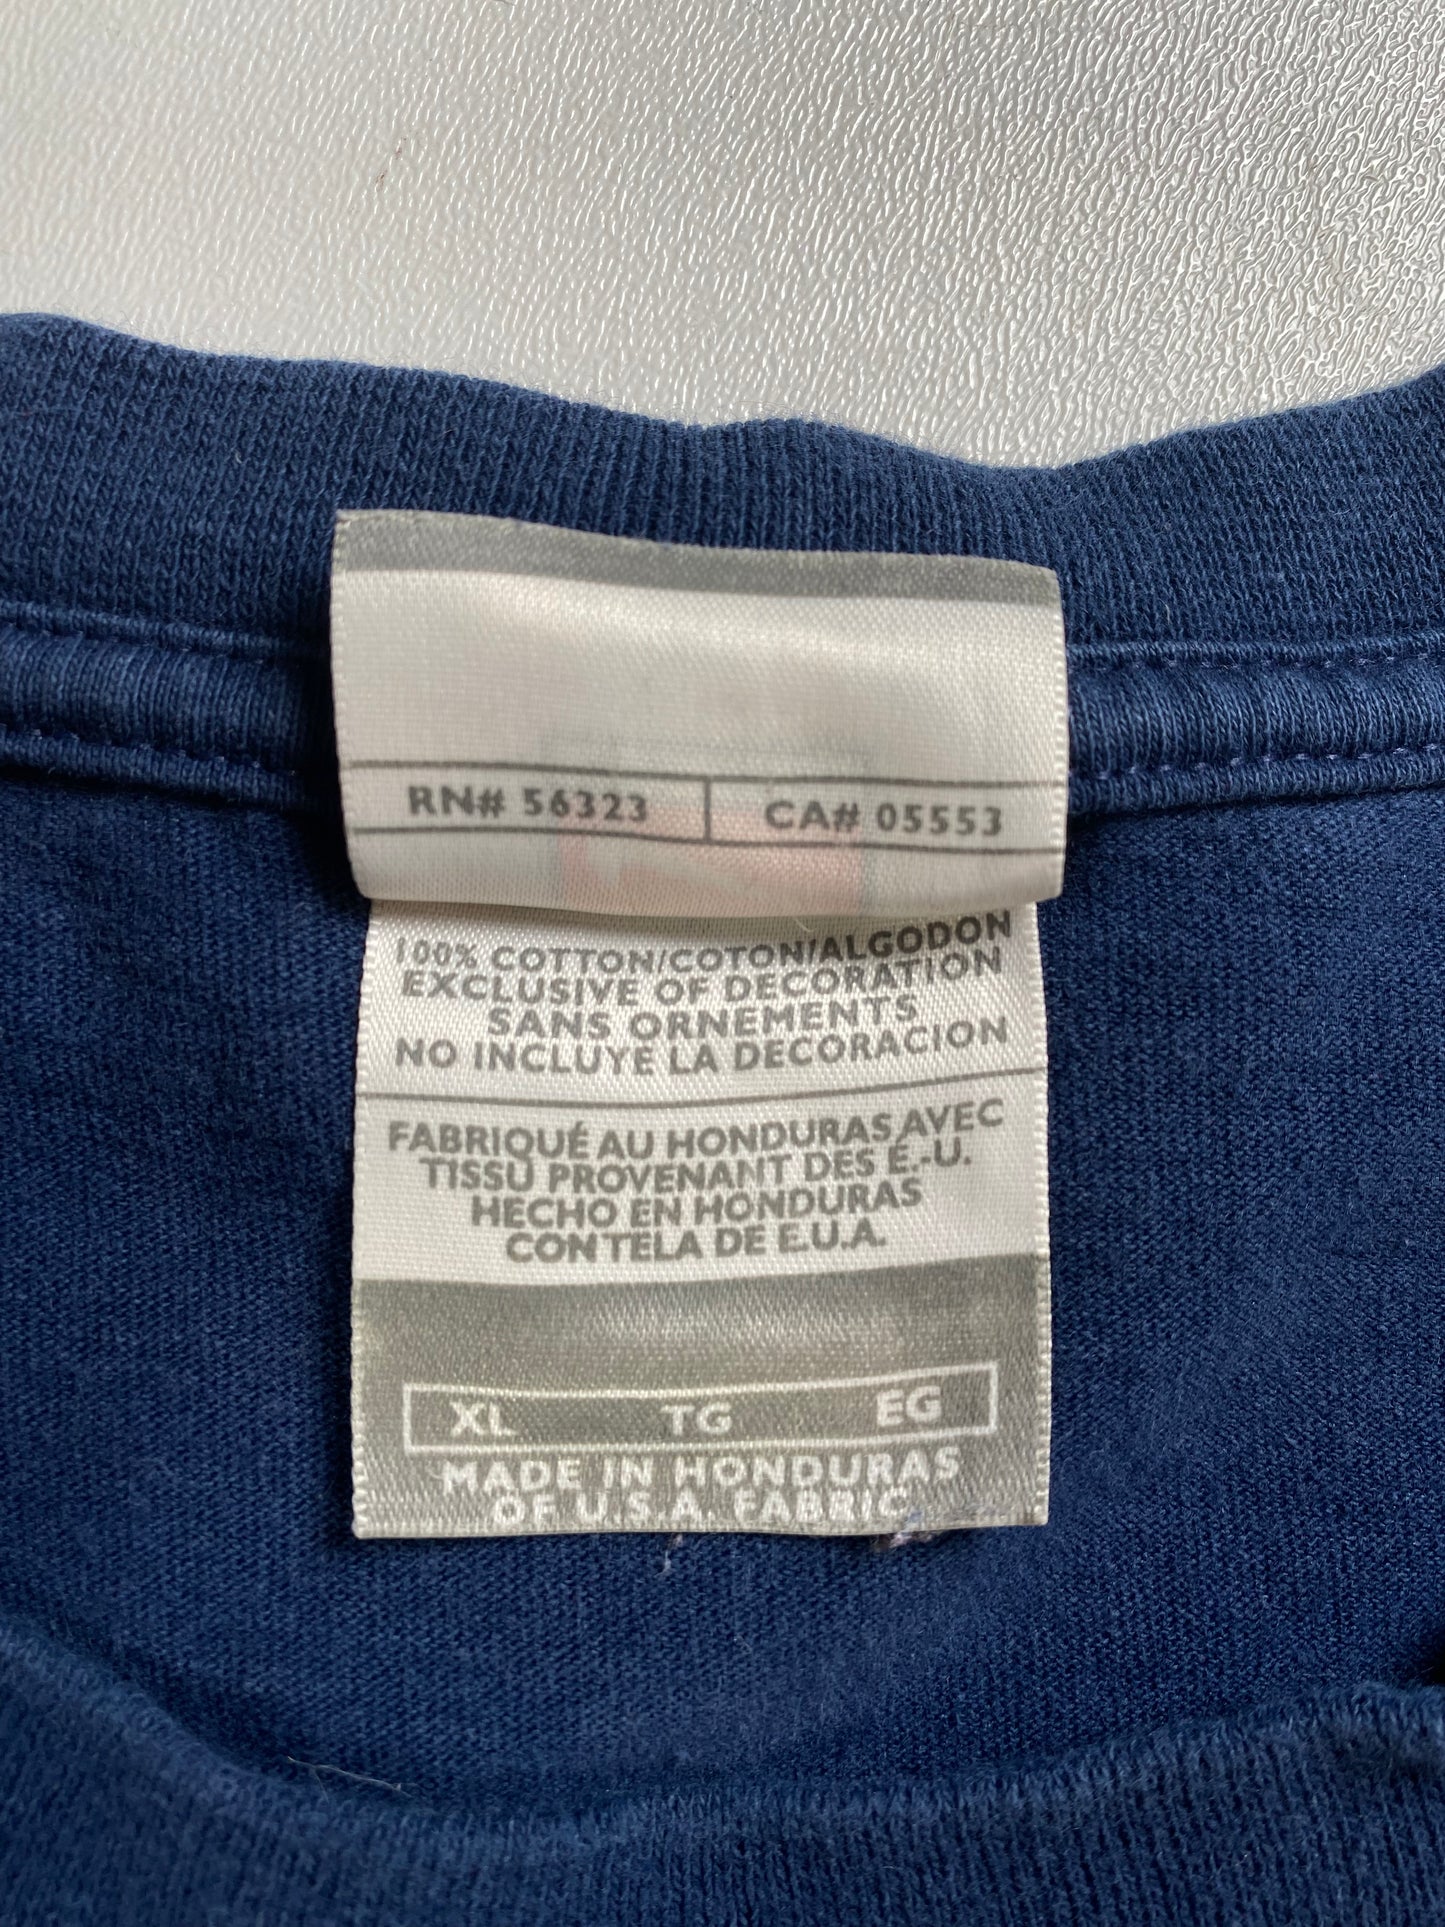 RN# 56323 CA# 05553
100% COTTON/COTON/ALGODON
EXCLUSIVE OF DECORATION
SANS ORNEMENTS
NO INCLUYE LA DECORACION
FABRIQUÉ AU HONDURAS AVEC
TISSU PROVENANT DES É.-U.
HECHO EN HONDURAS
CON TELA DE E.U.A.
XL TG EG
MADE IN HONDURAS
OF U.S.A. FABRIC